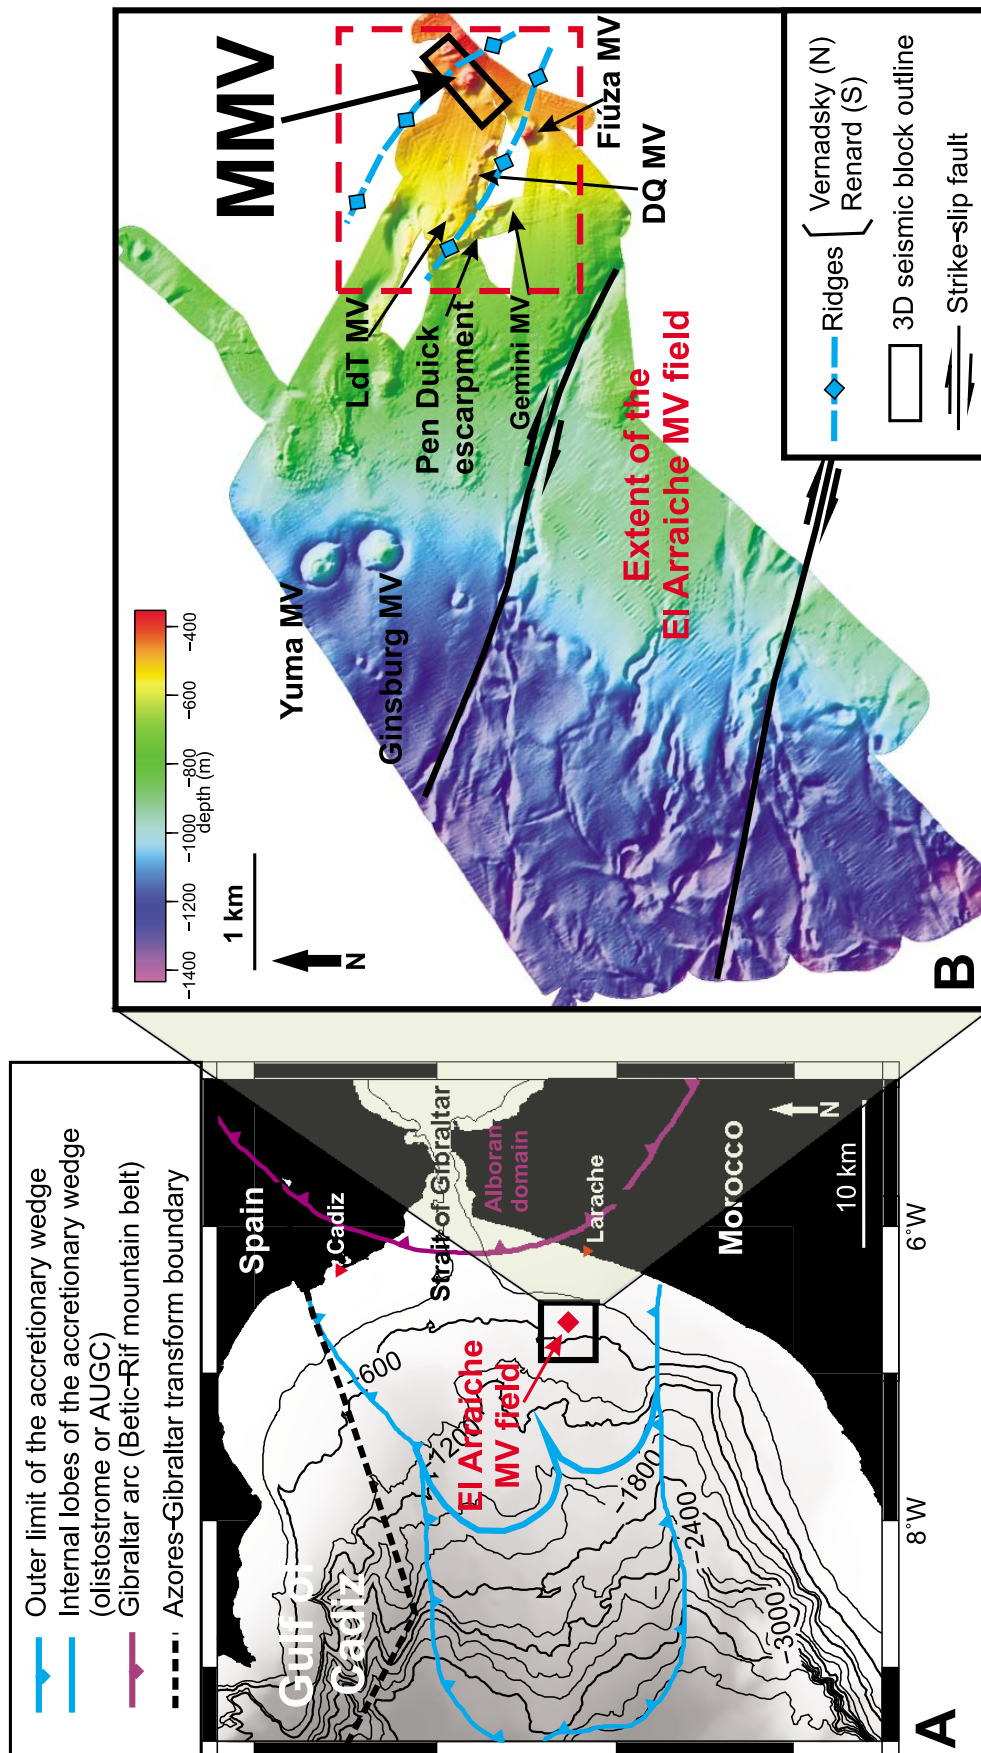 Outer limit of the accretionary wedge
Internal lobes of the accretionary wedge
(olistostrome or AUGC)
Gibraltar arc (Betic-Rif mountain belt)
Azores-Gibraltar transform boundary
Gulf of
Cadiz
Spain
Cadiz
Strait of Gibraltar
Alboran
domain
Larache
Morocco
El Arraiche
MV field
−600
−1200
−1800
−2400
−3000
N
10 km
8°W
6°W
A
−1400
−1200
−1000
−800
−600
−400
depth (m)
1 km
N
Yuma MV
Ginsburg MV
MMV
LdT MV
Pen Duick
escarpment
Gemini MV
DQ MV
Fiúza MV
Extent of the
El Arraiche MV field
B
Ridges
Vernadsky (N)
Renard (S)
3D seismic block outline
Strike-slip fault